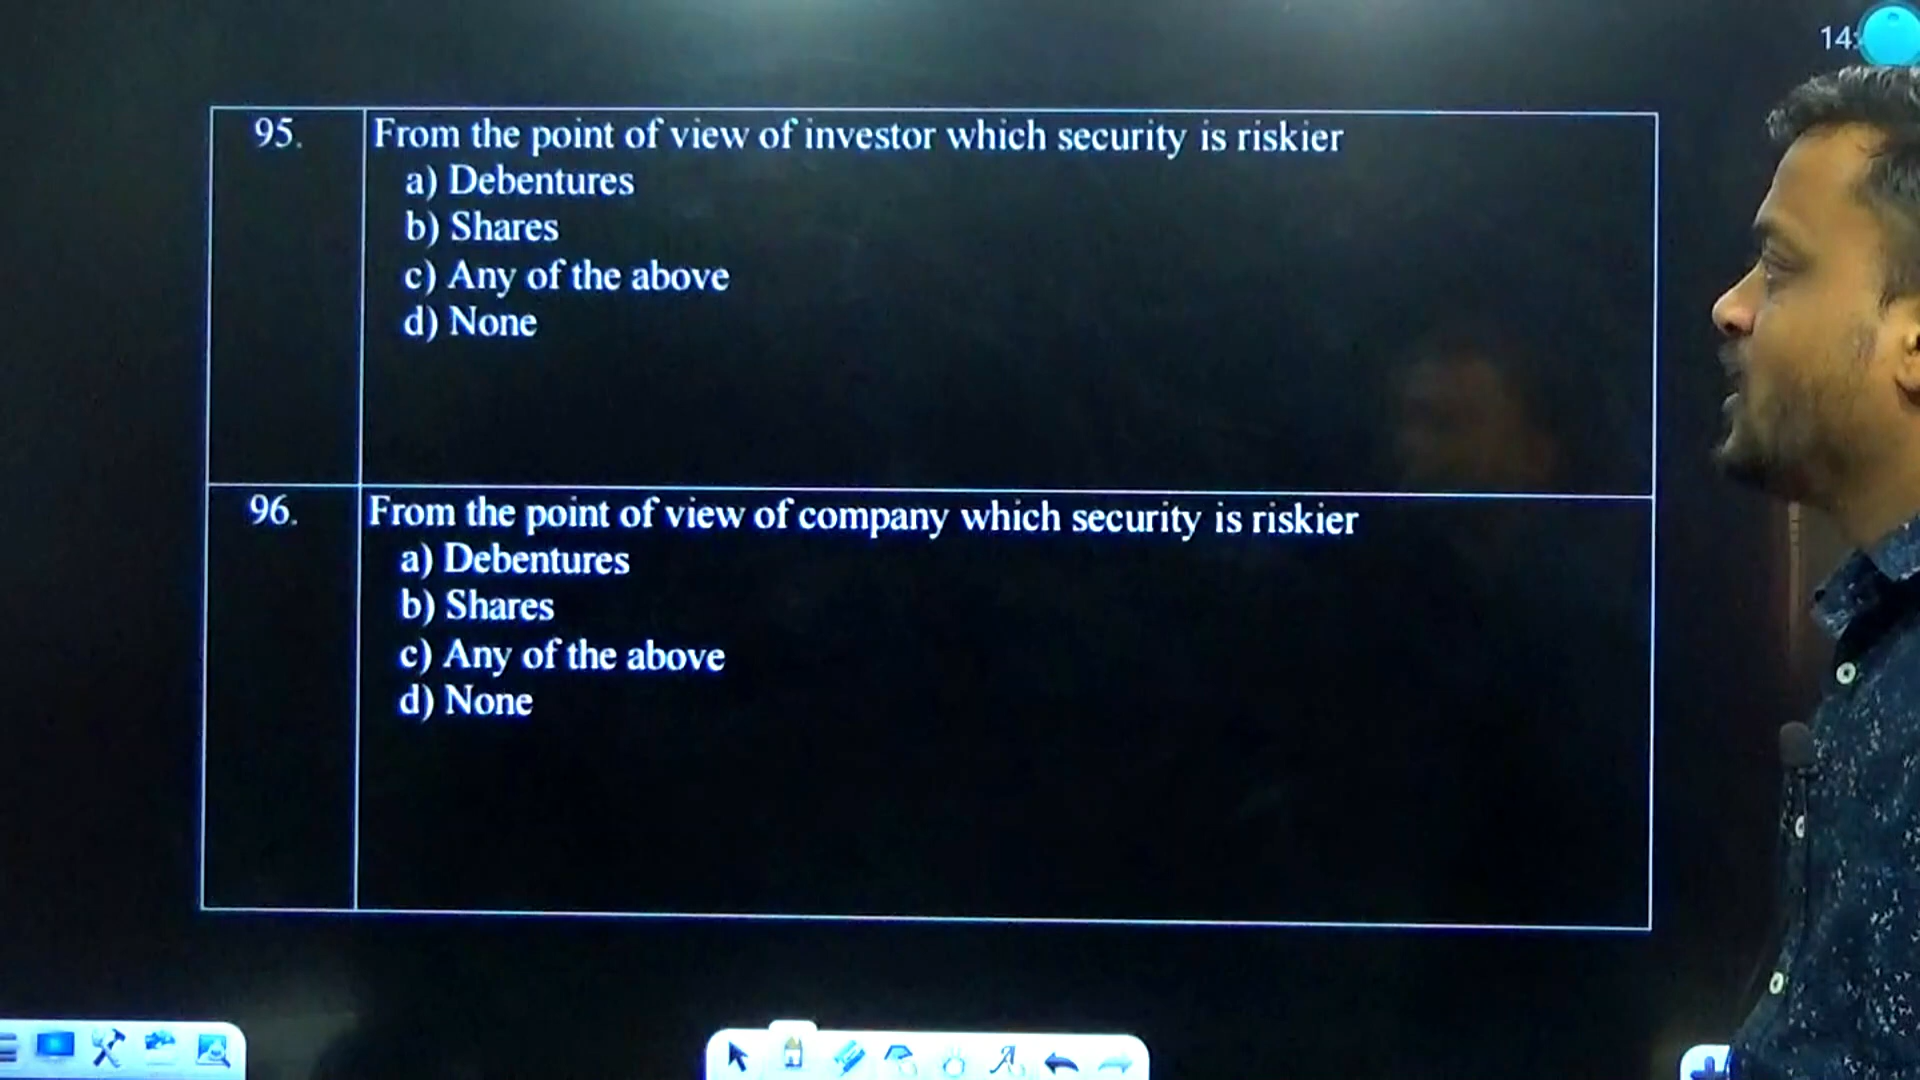 14:
95.
From the point of view of investor which security is riskier
a) Debentures
b) Shares
c) Any of the above
d) None
96.
From the point of view of company which security is riskier
a) Debentures
b) Shares
c) Any of the above
d) None